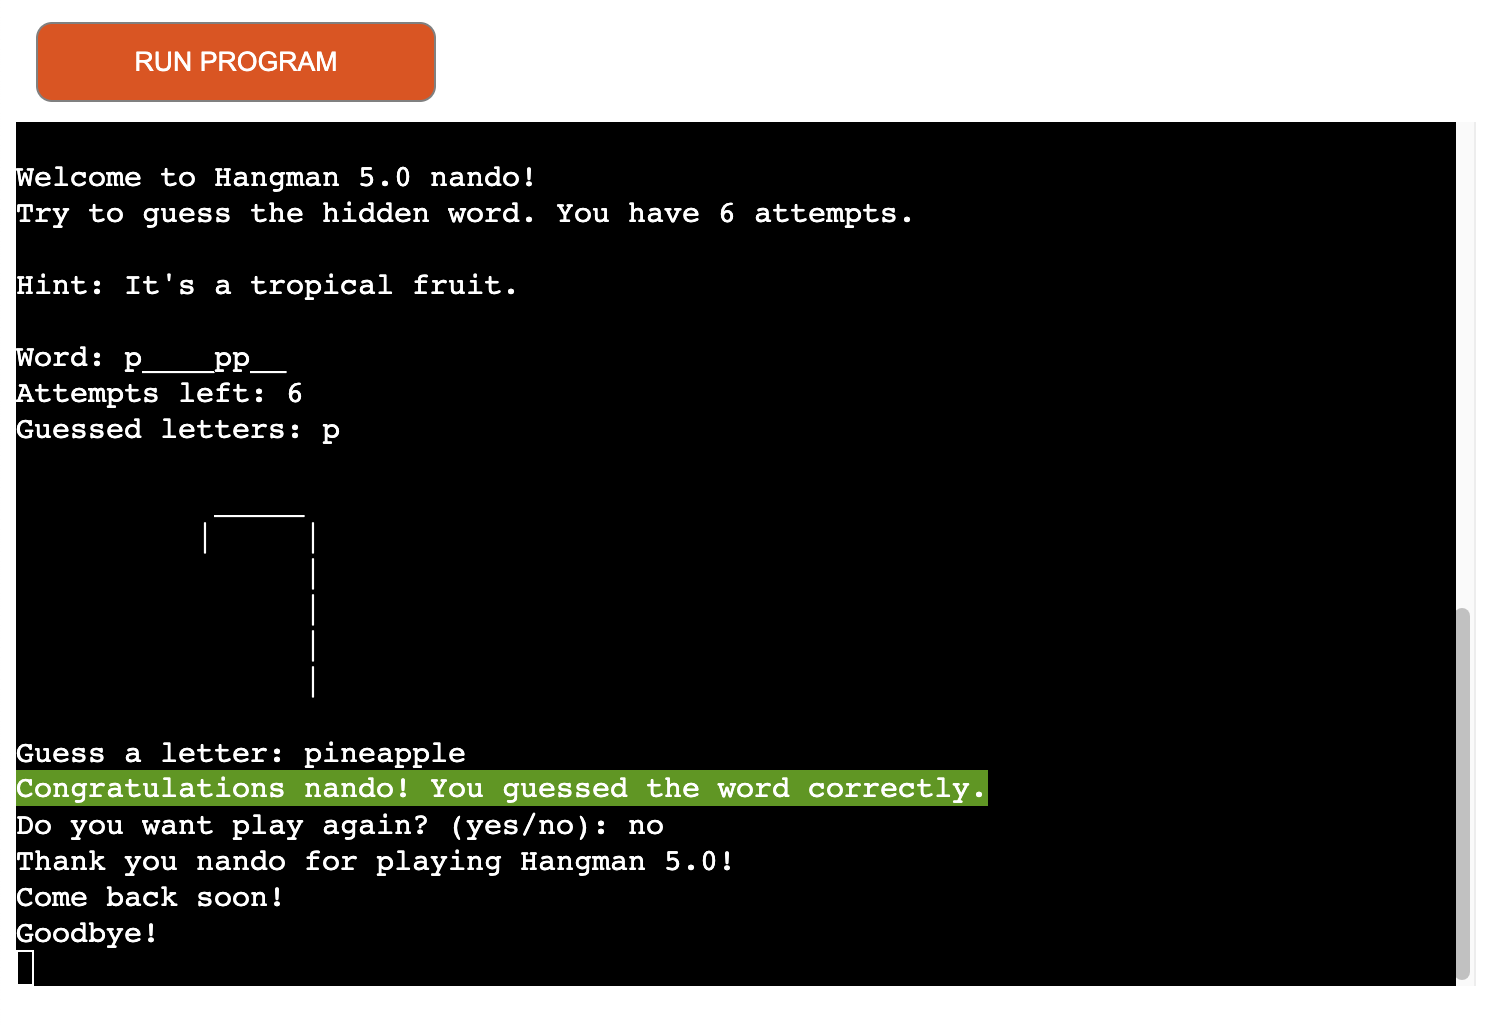 RUN PROGRAM
Welcome to Hangman 5.0 nando!
Try to guess the hidden word. You have 6 attempts.
Hint: It's a tropical fruit.
Word: p____pp__
Attempts left: 6
Guessed letters: p
Guess a letter: pineapple
Congratulations nando! You guessed the word correctly.
Do you want play again? (yes/no): no
Thank you nando for playing Hangman 5.0!
Come back soon!
Goodbye!